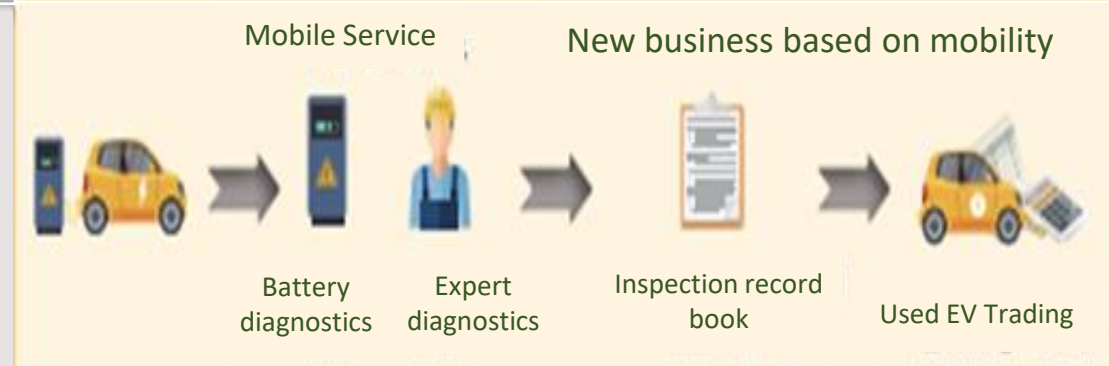 Mobile Service
New business based on mobility
Battery
diagnostics
Expert
diagnostics
Inspection record
book
Used EV Trading